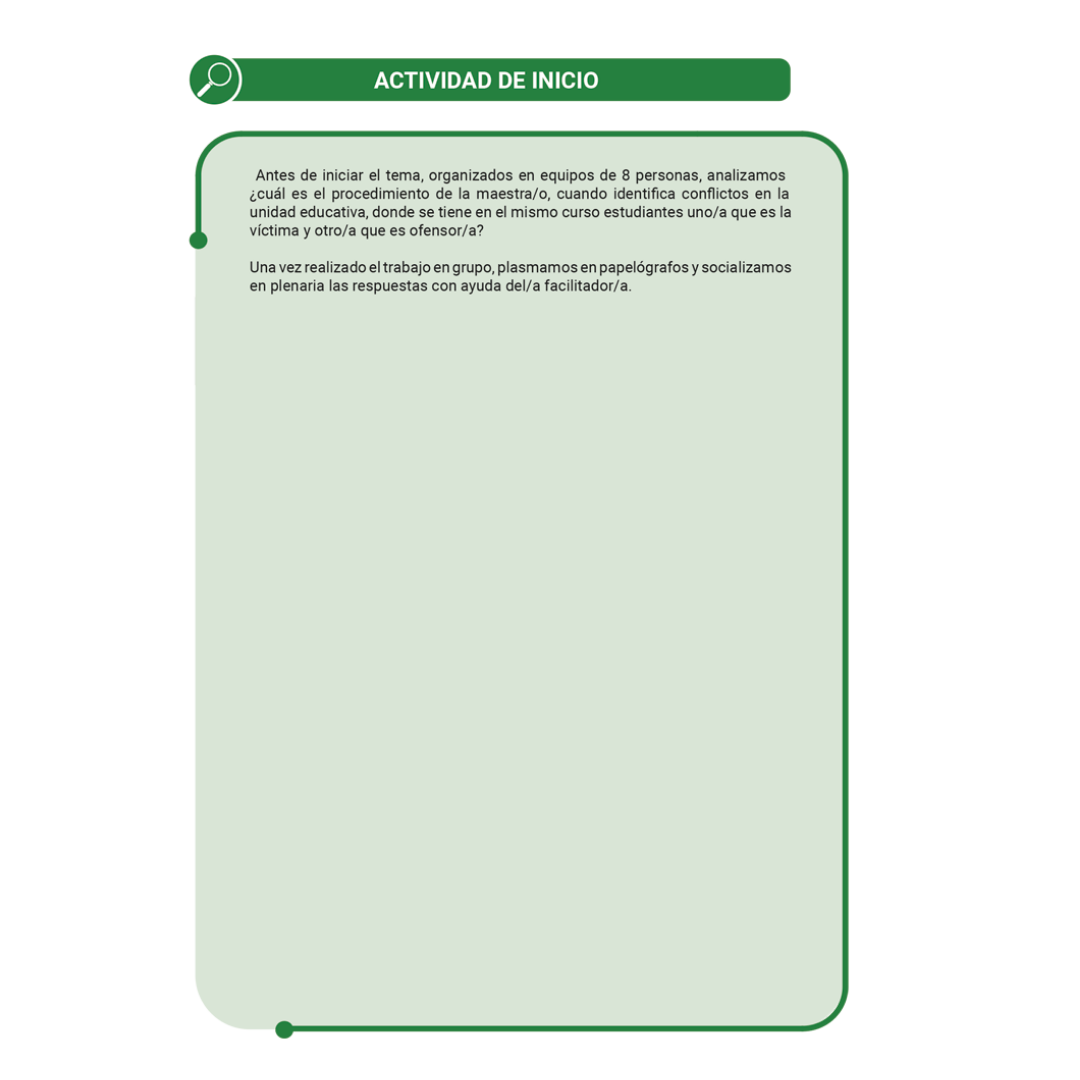 ACTIVIDAD DE INICIO
Antes de iniciar el tema, organizados en equipos de 8 personas, analizamos
¿cuál es el procedimiento de la maestra/o, cuando identifica conflictos en la
unidad educativa, donde se tiene en el mismo curso estudiantes uno/a que es la
víctima y otro/a que es ofensor/a?
Una vez realizado el trabajo en grupo, plasmamos en papelógrafos y socializamos
en plenaria las respuestas con ayuda del/a facilitador/a.